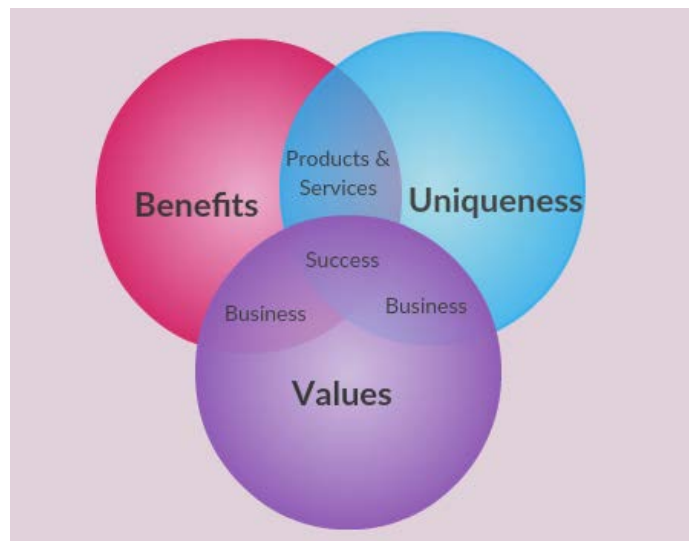 Products &
Services
Benefits
Uniqueness
Success
Business
Business
Values